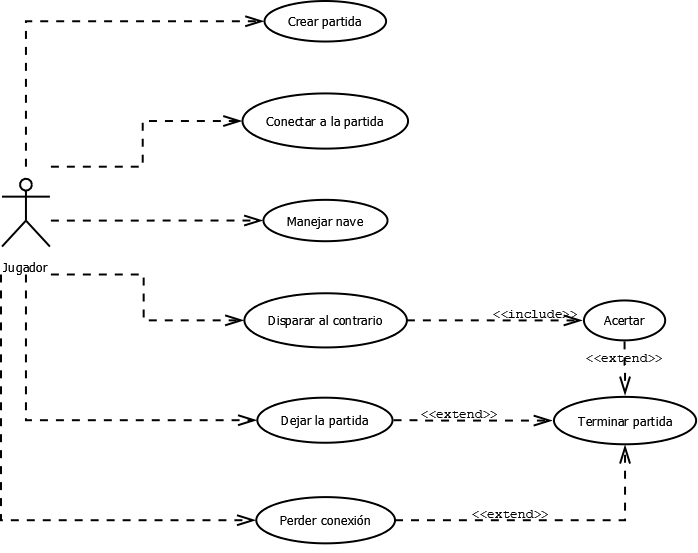 Crear partida
Conectar a la partida
Manejar nave
Jugador
Disparar al contrario
<<include>>
Acertar
<<extend>>
Dejar la partida
<<extend>>
Terminar partida
Perder conexión
<<extend>>